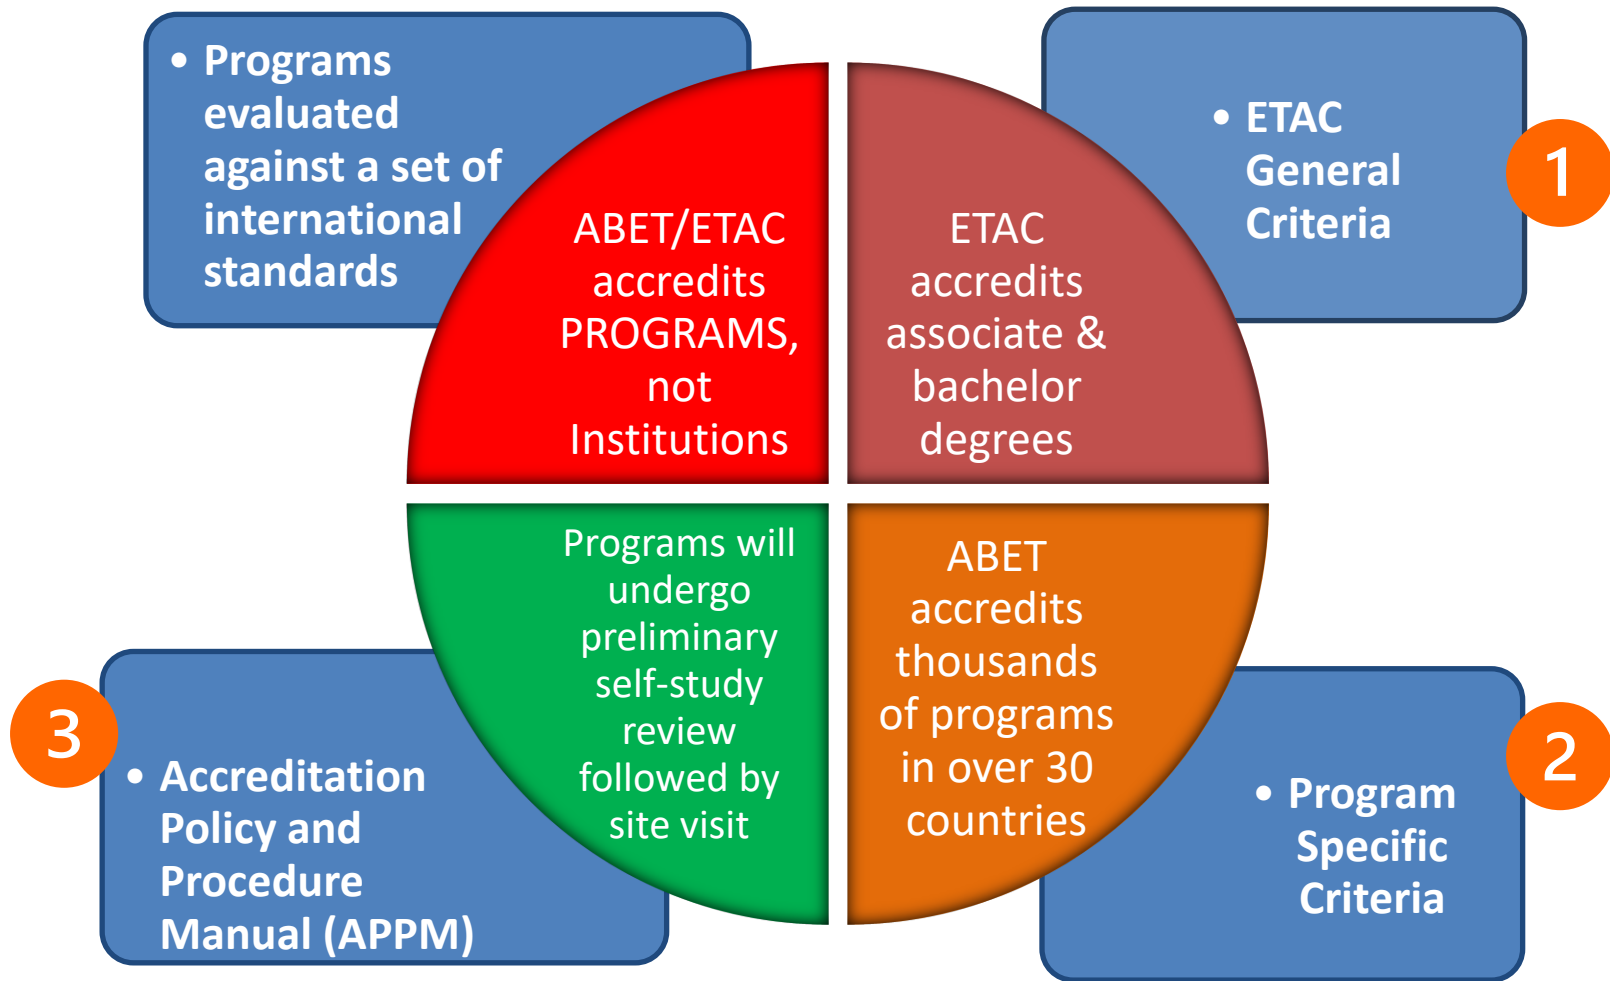 • Programs
evaluated
against a set of
international
standards
ABET/ETAC
accredits
PROGRAMS,
not
Institutions
ETAC
accredits
associate &
bachelor
degrees
• ETAC
General
Criteria
1
3
• Accreditation
Policy and
Procedure
Manual (APPM)
Programs will
undergo
preliminary
self-study
review
followed by
site visit
ABET
accredits
thousands
of programs
in over 30
countries
2
• Program
Specific
Criteria